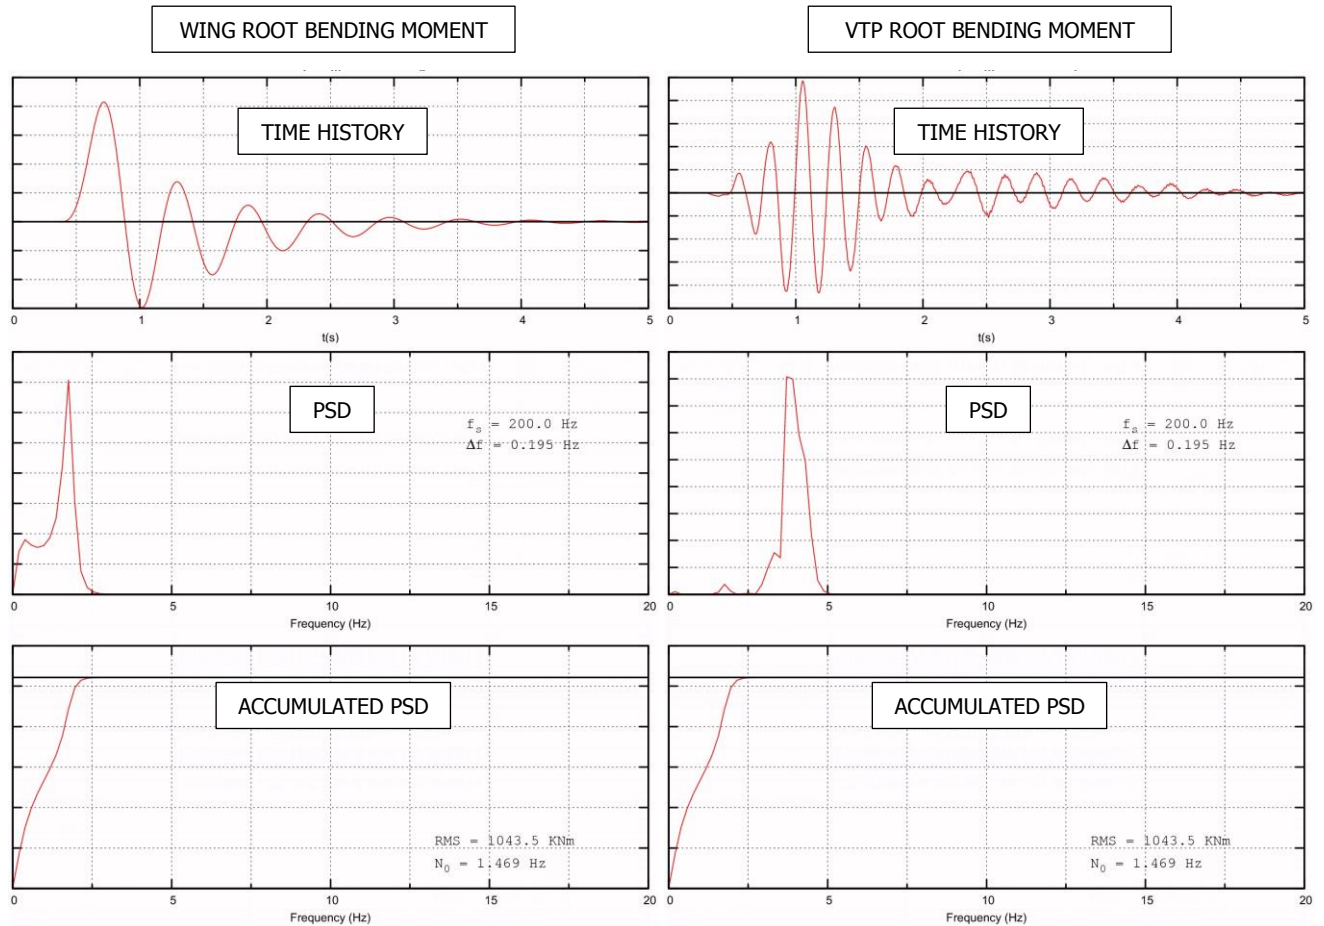 WING ROOT BENDING MOMENT
VTP ROOT BENDING MOMENT
TIME HISTORY
TIME HISTORY
0 1 2 3 4 5
t(s)
0 1 2 3 4 5
t(s)
PSD
f_s = 200.0 Hz
Δf = 0.195 Hz
PSD
f_s = 200.0 Hz
Δf = 0.195 Hz
0 5 10 15 20
Frequency (Hz)
0 5 10 15 20
Frequency (Hz)
ACCUMULATED PSD
ACCUMULATED PSD
RMS = 1043.5 KNm
N_0 = 1.469 Hz
RMS = 1043.5 KNm
N_0 = 1.469 Hz
0 5 10 15 20
Frequency (Hz)
0 5 10 15 20
Frequency (Hz)